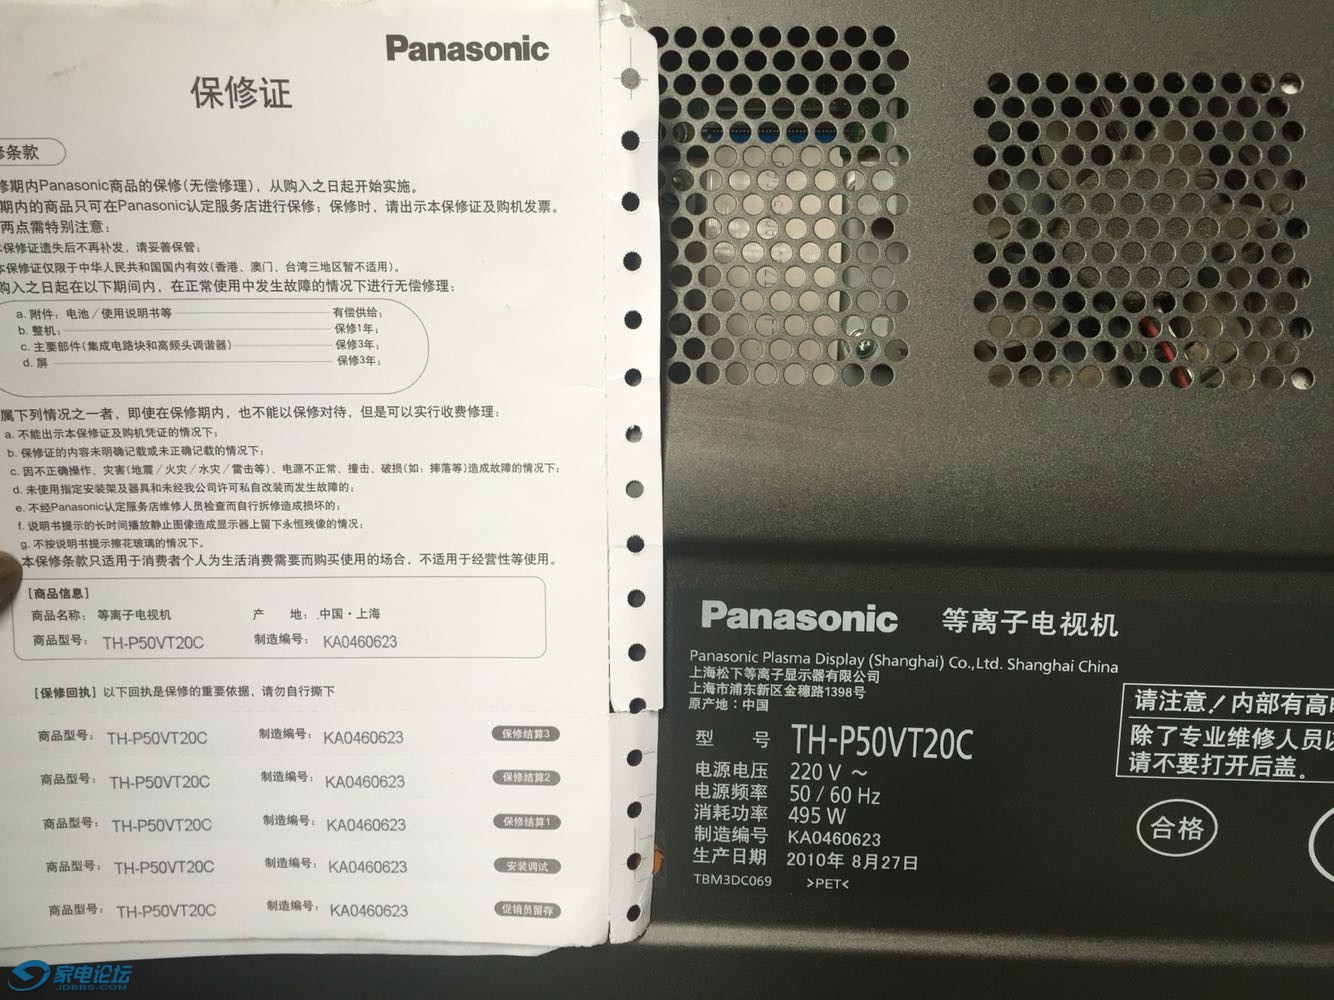 Panasonic
保修证
条款
修期内Panasonic商品的保修(无偿修理)，从购入之日起开始实施。
期内的商品只可在Panasonic认定服务店进行保修；保修时，请出示本保修证及购机发票。
两点需特别注意：
本保修证遗失后不再补发，请妥善保管；
本保修证仅限于中华人民共和国国内有效(香港、澳门、台湾三地区暂不适用)。
购入之日起在以下期间内，在正常使用中发生故障的情况下进行无偿修理：
a. 附件：电池／使用说明书等 有偿供给；
b. 整机： 保修1年；
c. 主要部件(集成电路块和高频头调谐器) 保修3年；
d. 屏 保修3年；
属下列情况之一者，即使在保修期内，也不能以保修对待，但是可以实行收费修理：
a. 不能出示本保修证及购机凭证的情况下；
b. 保修证的内容未明确记载或未正确记载的情况下；
c. 因不正确操作、灾害(地震／火灾／水灾／雷击等)、电源不正常、撞击、破损(如：摔落等)造成故障的情况下；
d. 未使用指定安装架及器具和未经我公司许可私自改装而发生故障的；
e. 不经Panasonic认定服务店维修人员检查而自行拆修造成损坏的；
f. 说明书提示的长时间播放静止图像造成显示器上留下永恒残像的情况；
g. 不按说明书提示擦花玻璃的情况下。
本保修条款只适用于消费者个人为生活消费需要而购买使用的场合，不适用于经营性等使用。
[商品信息]
商品名称： 等离子电视机 产 地： 中国·上海
商品型号： TH-P50VT20C 制造编号： KA0460623
[保修回执] 以下回执是保修的重要依据，请勿自行撕下
商品型号： TH-P50VT20C 制造编号： KA0460623 保修结算3
商品型号： TH-P50VT20C 制造编号： KA0460623 保修结算2
商品型号： TH-P50VT20C 制造编号： KA0460623 保修结算1
商品型号： TH-P50VT20C 制造编号： KA0460623 安装调试
商品型号： TH-P50VT20C 制造编号： KA0460623 促销员留存
Panasonic 等离子电视机
Panasonic Plasma Display (Shanghai) Co.,Ltd. Shanghai China
上海松下等离子显示器有限公司
上海市浦东新区金穗路1398号
原产地：中国
型 号 TH-P50VT20C
电源电压 220 V ～
电源频率 50 / 60 Hz
消耗功率 495 W
制造编号 KA0460623
生产日期 2010年 8月27日
TBM3DC069 >PET<
请注意！内部有高
除了专业维修人员以
请不要打开后盖。
合格
家电论坛
JDBBS.COM